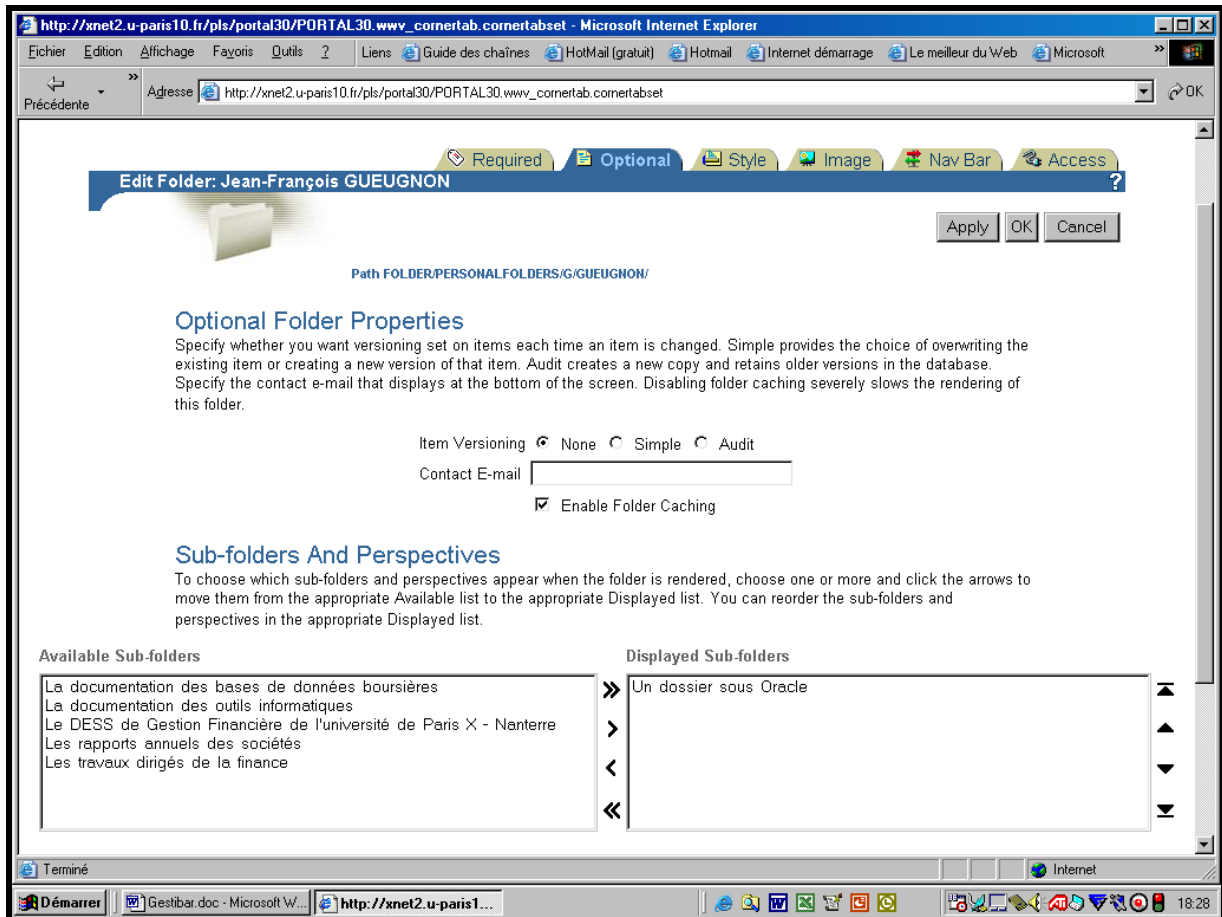 http://xnet2.u-paris10.fr/pls/portal30/PORTAL30.wwv_cornertab.cornertabset - Microsoft Internet Explorer
Fichier Edition Affichage Favoris Outils ? Liens Guide des chaînes HotMail (gratuit) Hotmail Internet démarrage Le meilleur du Web Microsoft »
Précédente » Adresse http://xnet2.u-paris10.fr/pls/portal30/PORTAL30.wwv_cornertab.cornertabset OK
Required Optional Style Image Nav Bar Access
Edit Folder: Jean-François GUEUGNON ?
Apply OK Cancel
Path FOLDER/PERSONALFOLDERS/G/GUEUGNON/
Optional Folder Properties
Specify whether you want versioning set on items each time an item is changed. Simple provides the choice of overwriting the
existing item or creating a new version of that item. Audit creates a new copy and retains older versions in the database.
Specify the contact e-mail that displays at the bottom of the screen. Disabling folder caching severely slows the rendering of
this folder.
Item Versioning None Simple Audit
Contact E-mail
Enable Folder Caching
Sub-folders And Perspectives
To choose which sub-folders and perspectives appear when the folder is rendered, choose one or more and click the arrows to
move them from the appropriate Available list to the appropriate Displayed list. You can reorder the sub-folders and
perspectives in the appropriate Displayed list.
Available Sub-folders
La documentation des bases de données boursières
La documentation des outils informatiques
Le DESS de Gestion Financière de l'université de Paris X - Nanterre
Les rapports annuels des sociétés
Les travaux dirigés de la finance
Displayed Sub-folders
Un dossier sous Oracle
Terminé Internet
Démarrer Gestibar.doc - Microsoft W... http://xnet2.u-paris1... 18:28